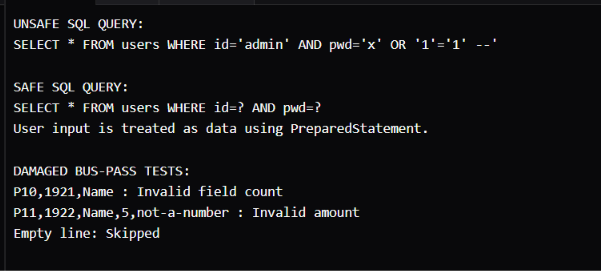 UNSAFE SQL QUERY:
SELECT * FROM users WHERE id='admin' AND pwd='x' OR '1'='1' --'
SAFE SQL QUERY:
SELECT * FROM users WHERE id=? AND pwd=?
User input is treated as data using PreparedStatement.
DAMAGED BUS-PASS TESTS:
P10,1921,Name : Invalid field count
P11,1922,Name,5,not-a-number : Invalid amount
Empty line: Skipped